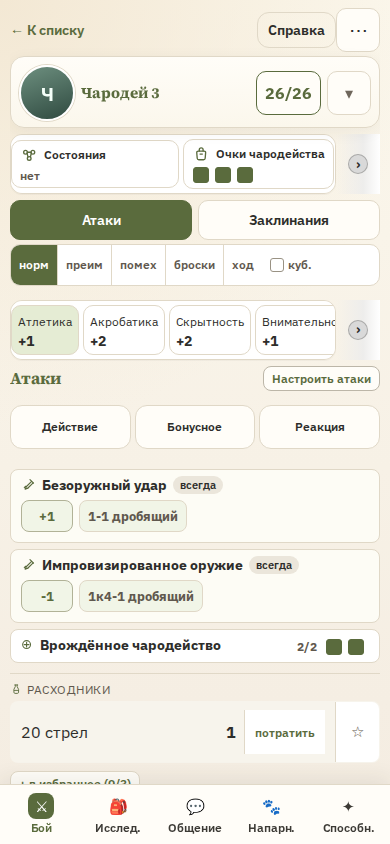 ← К списку
Справка
...
Ч
Чародей 3
26/26
▾
Состояния
нет
Очки чародейства
›
Атаки
Заклинания
норм
преим
помех
броски
ход
куб.
Атлетика
+1
Акробатика
+2
Скрытность
+2
Внимательно
+1
›
Атаки
Настроить атаки
Действие
Бонусное
Реакция
Безоружный удар
всегда
+1
1-1 дробящий
Импровизированное оружие
всегда
-1
1к4-1 дробящий
Врождённое чародейство
2/2
РАСХОДНИКИ
20 стрел
1
потратить
☆
Бой
Исслед.
Общение
Напарн.
Способн.